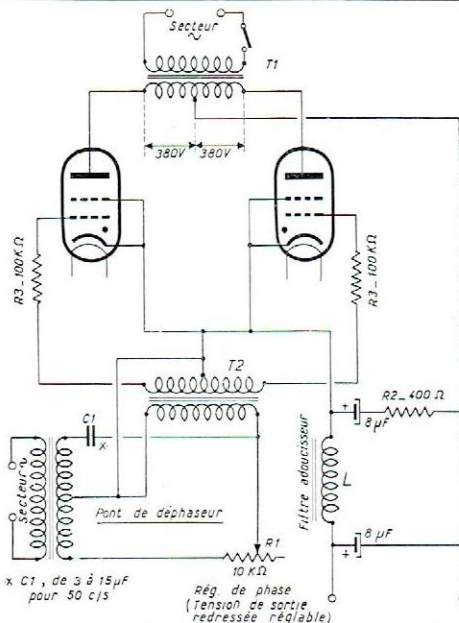 Secteur
~
T1
380V 380V
R3_100KΩ
R3_100KΩ
T2
R2_400 Ω
+
8 µF
C1
x
Secteur ~
Pont de déphaseur
Filtre adoucisseur
L
R1
10 KΩ
+
8 µF
x C1, de 3 à 15µF
pour 50 c/s
Rég. de phase
(Tension de sortie
redressée réglable)